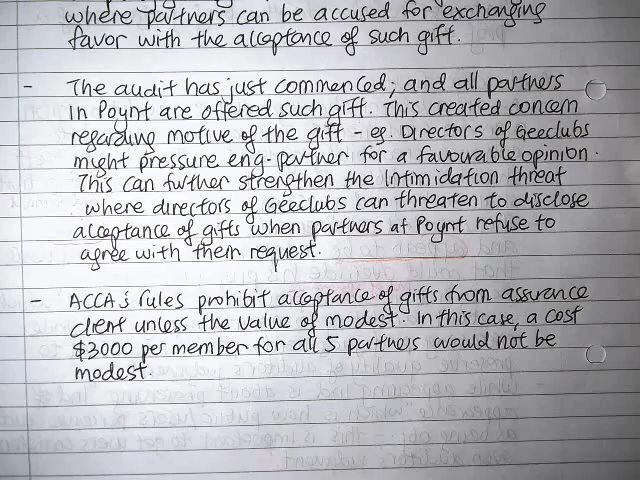 where partners can be accused for exchanging
favor with the acceptance of such gift.
- The audit has just commenced; and all partners
in Poynt are offered such gift. This created concern
regarding motive of the gift - eg. Directors of Geeclubs
might pressure eng-partner for a favourable opinion.
This can further strengthen the intimidation threat
where directors of Geeclubs can threaten to disclose
acceptance of gifts when partners at Poynt refuse to
agree with them request.
- ACCA's rules prohibit acceptance of gifts from assurance
client unless the value of modest. In this case, a cost
$3000 per member for all 5 partners would not be
modest.